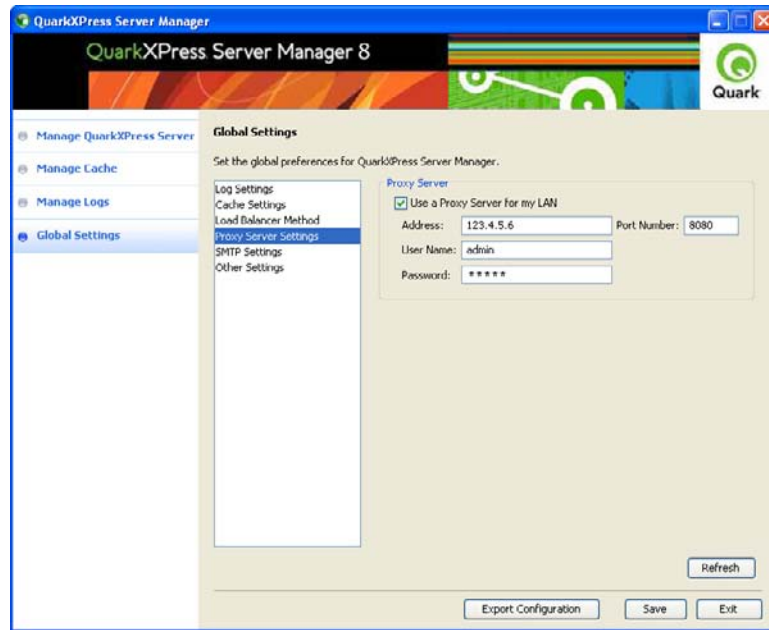 QuarkXPress Server Manager
QuarkXPress Server Manager 8
Quark
Manage QuarkXPress Server
Manage Cache
Manage Logs
Global Settings
Global Settings
Set the global preferences for QuarkXPress Server Manager.
Log Settings
Cache Settings
Load Balancer Method
Proxy Server Settings
SMTP Settings
Other Settings
Proxy Server
Use a Proxy Server for my LAN
Address: 123.4.5.6 Port Number: 8080
User Name: admin
Password: *****
Refresh
Export Configuration Save Exit